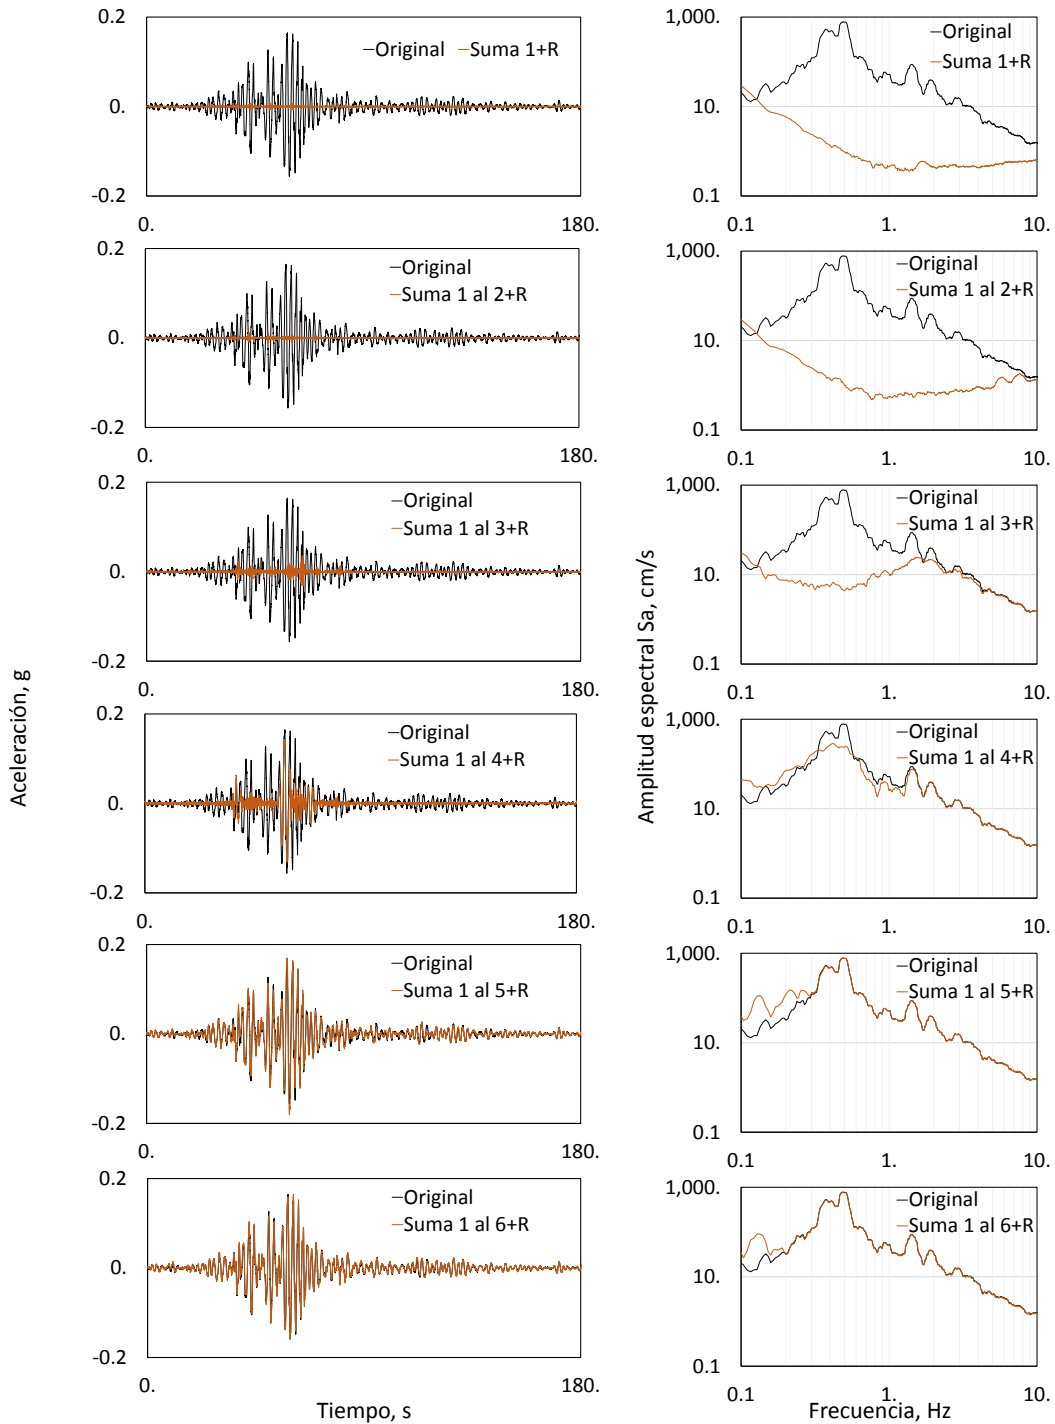 0.2
Original Suma 1+R
0.
-0.2
0. 180.
1,000.
Original
Suma 1+R
10.
0.1
0.1 1. 10.
0.2
Original
Suma 1 al 2+R
0.
-0.2
0. 180.
1,000.
Original
Suma 1 al 2+R
10.
0.1
0.1 1. 10.
0.2
Original
Suma 1 al 3+R
0.
-0.2
0. 180.
1,000.
Original
Suma 1 al 3+R
10.
0.1
0.1 1. 10.
Aceleración, g
Amplitud espectral Sa, cm/s
0.2
Original
Suma 1 al 4+R
0.
-0.2
0. 180.
1,000.
Original
Suma 1 al 4+R
10.
0.1
0.1 1. 10.
0.2
Original
Suma 1 al 5+R
0.
-0.2
0. 180.
1,000.
Original
Suma 1 al 5+R
10.
0.1
0.1 1. 10.
0.2
Original
Suma 1 al 6+R
0.
-0.2
0. 180.
Tiempo, s
1,000.
Original
Suma 1 al 6+R
10.
0.1
0.1 1. 10.
Frecuencia, Hz